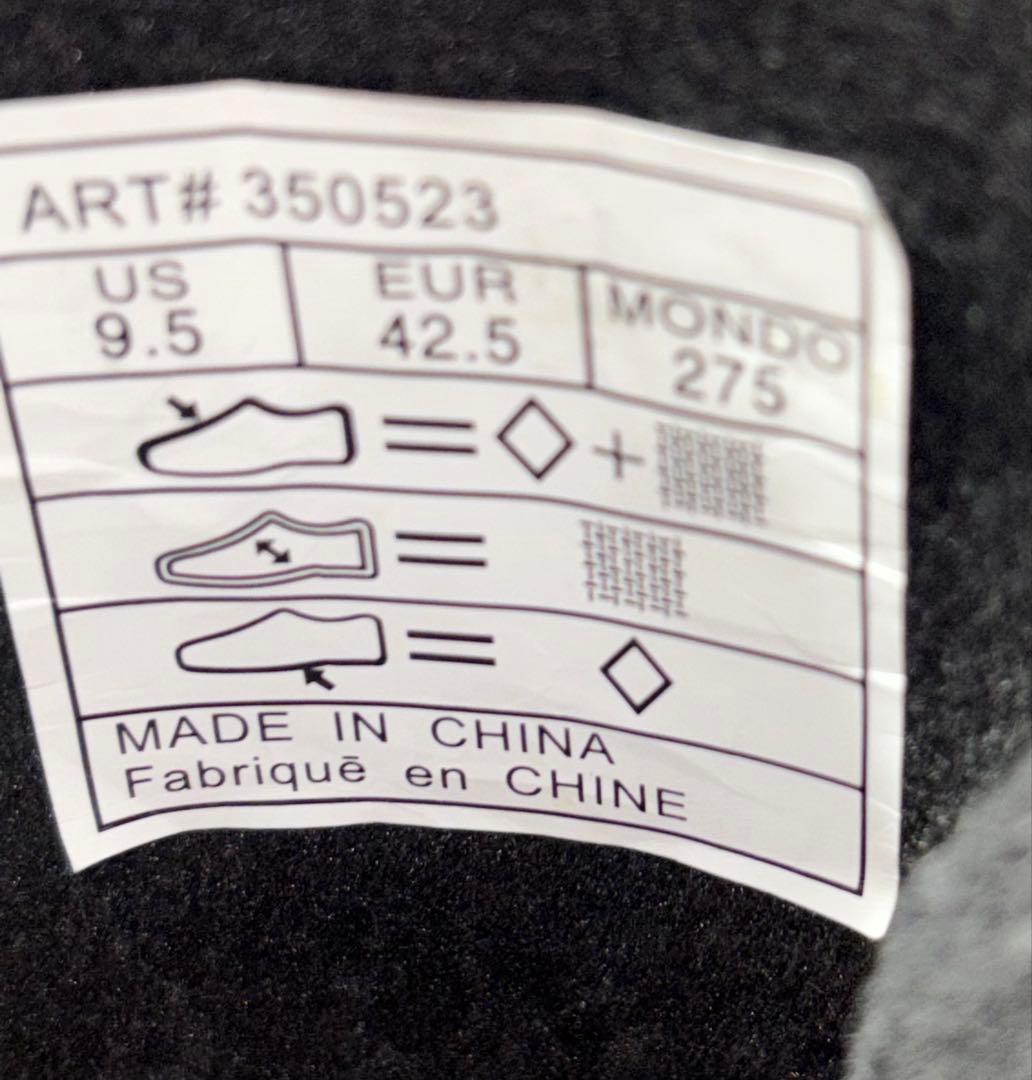 ART# 350523
US EUR MONDO
9.5 42.5 275
MADE IN CHINA
Fabriquē en CHINE